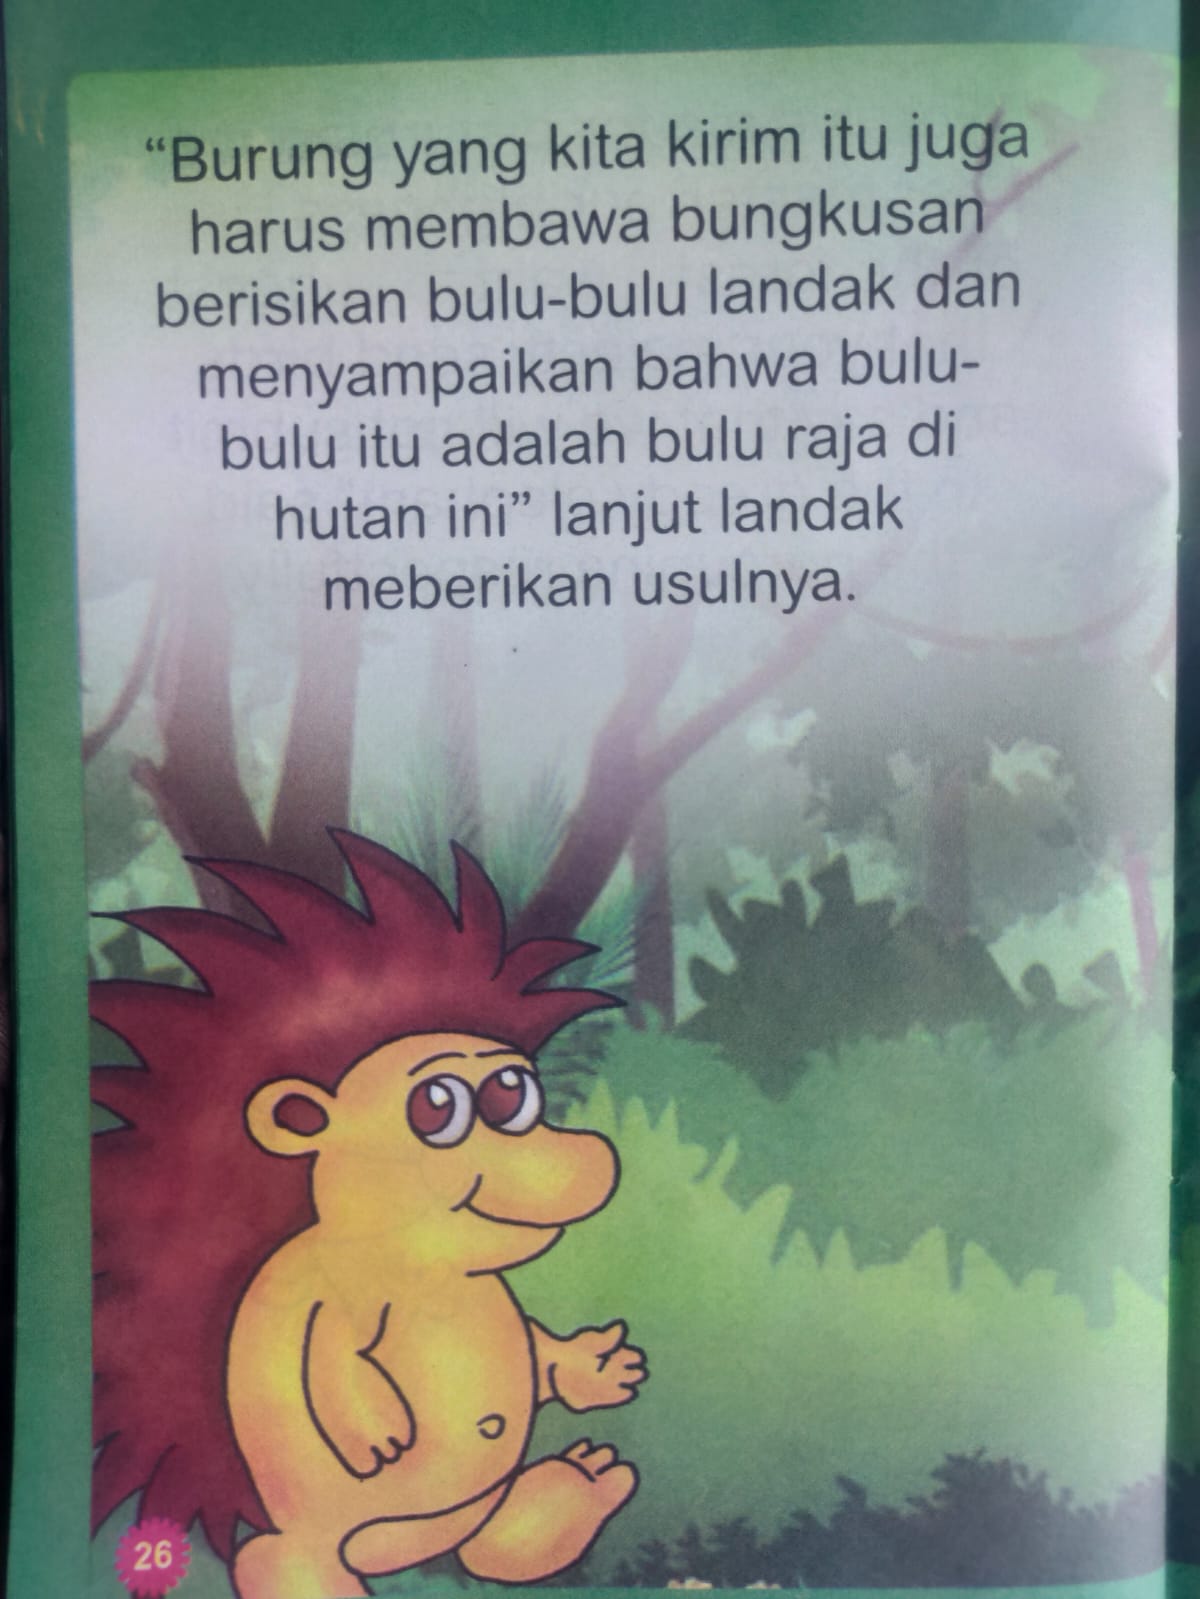 “Burung yang kita kirim itu juga
harus membawa bungkusan
berisikan bulu-bulu landak dan
menyampaikan bahwa bulu-
bulu itu adalah bulu raja di
hutan ini” lanjut landak
meberikan usulnya.
26